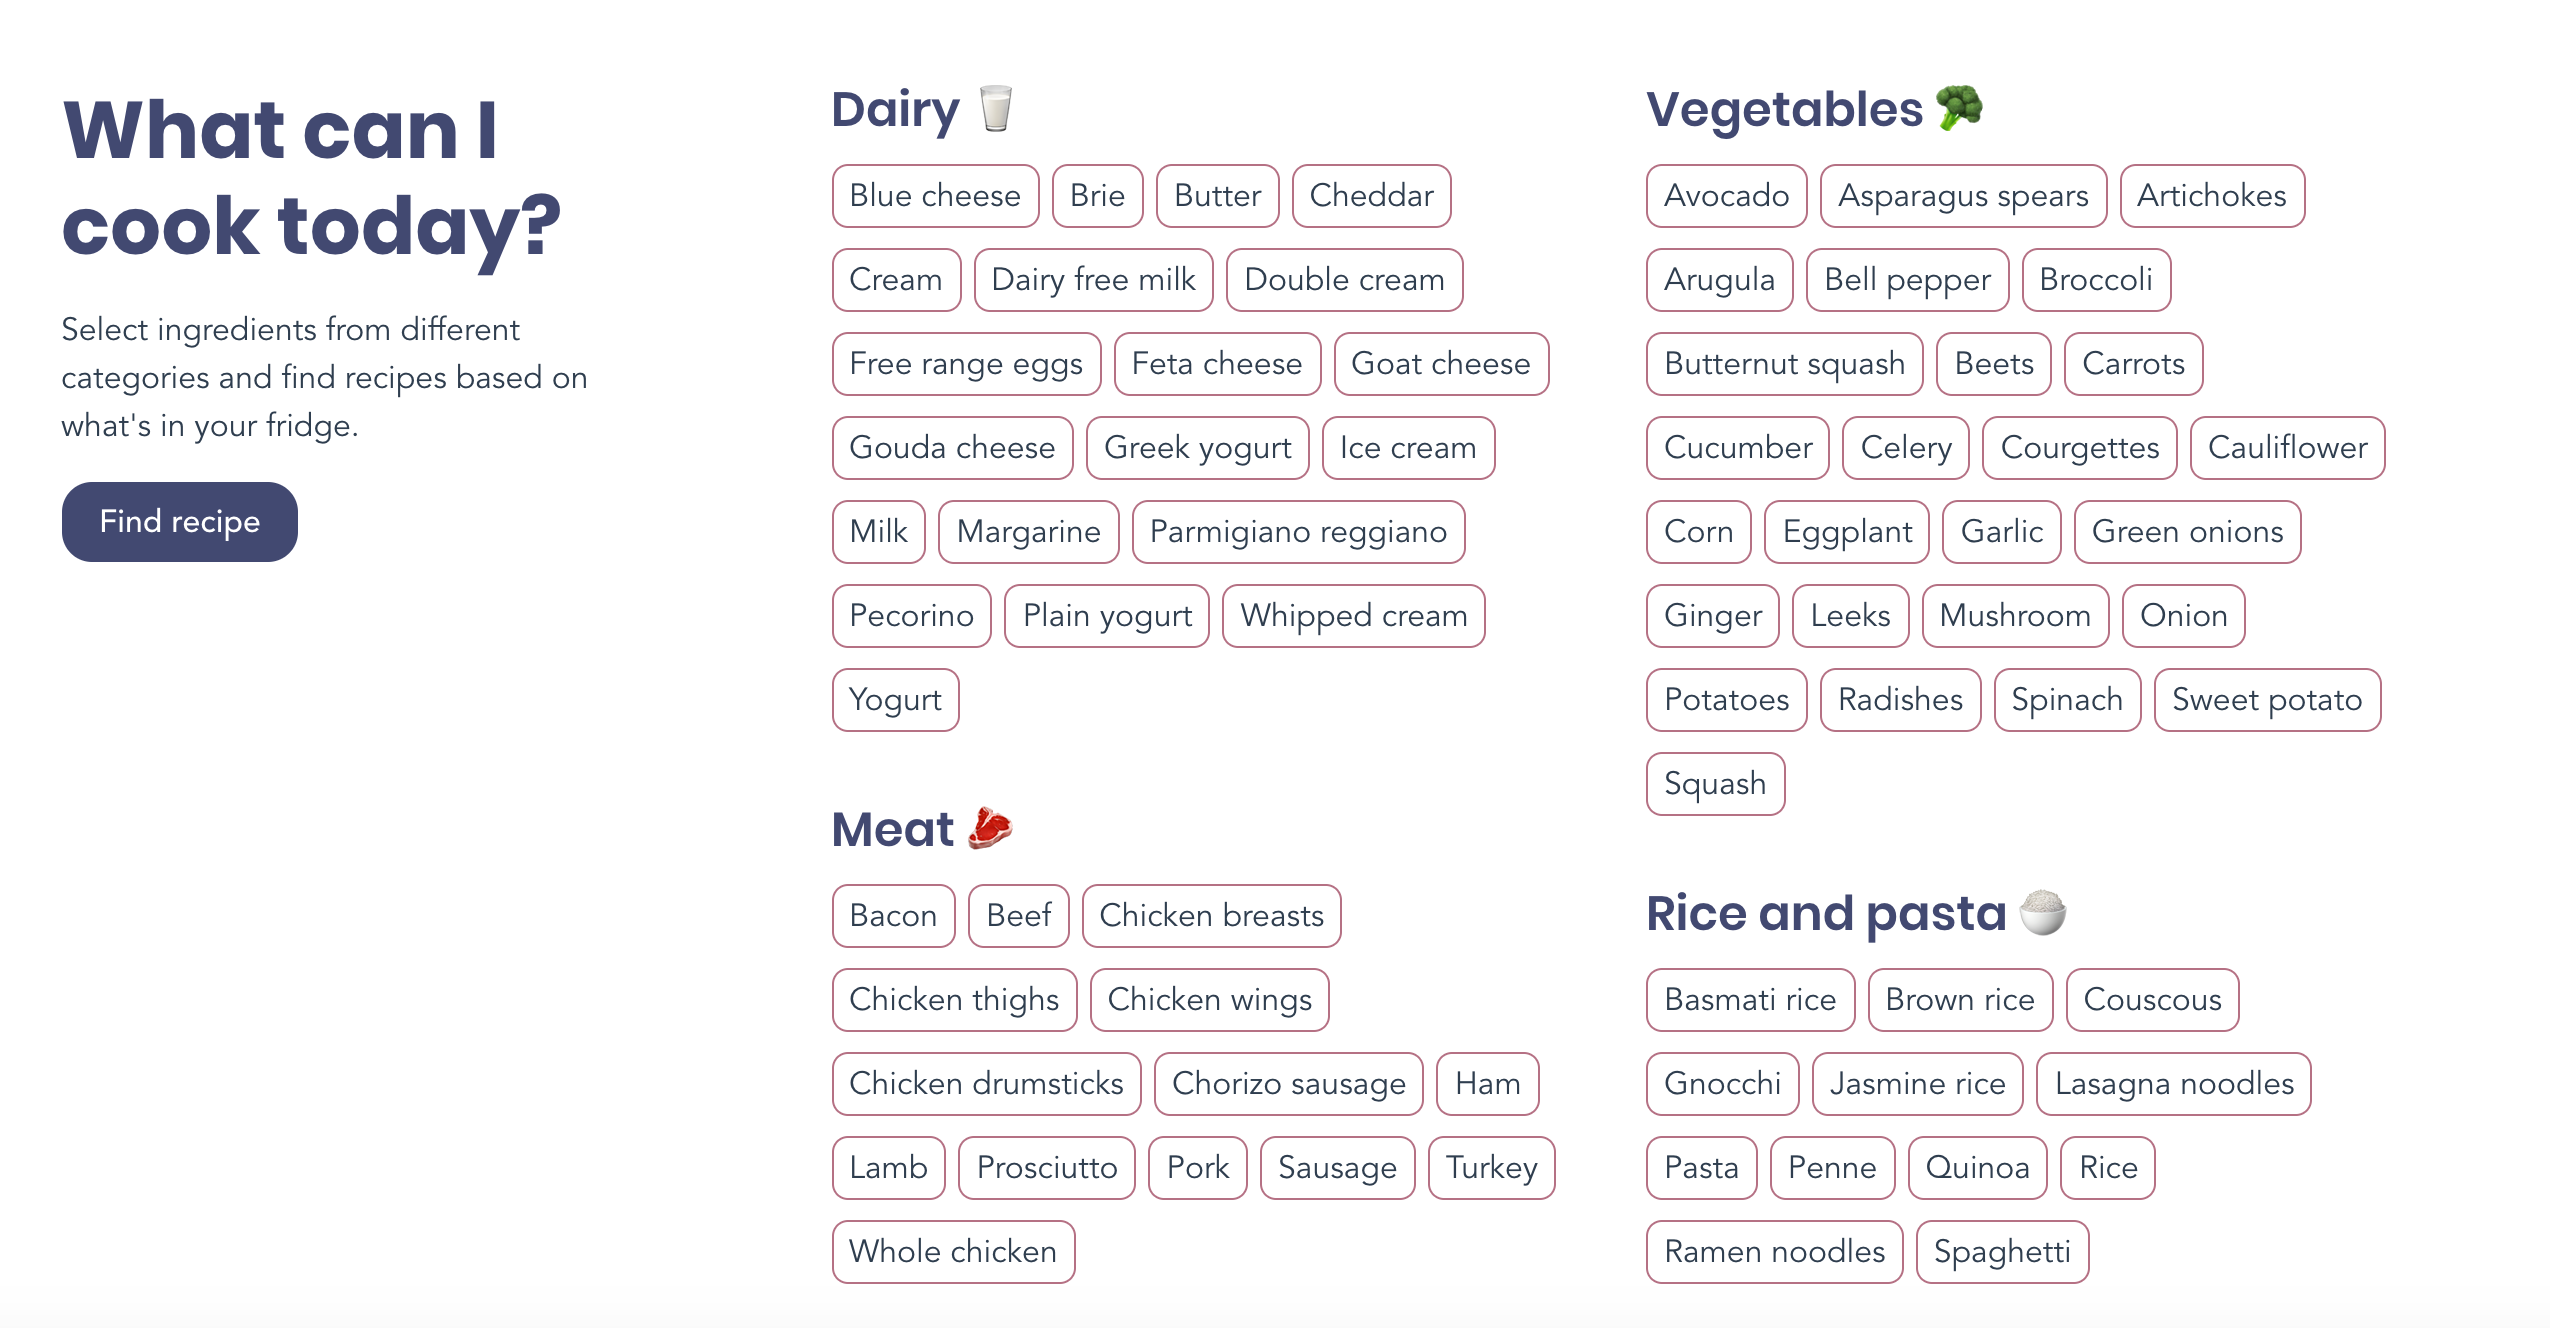 What can I
cook today?
Select ingredients from different
categories and find recipes based on
what's in your fridge.
Find recipe
Dairy
Blue cheese Brie Butter Cheddar
Cream Dairy free milk Double cream
Free range eggs Feta cheese Goat cheese
Gouda cheese Greek yogurt Ice cream
Milk Margarine Parmigiano reggiano
Pecorino Plain yogurt Whipped cream
Yogurt
Meat
Bacon Beef Chicken breasts
Chicken thighs Chicken wings
Chicken drumsticks Chorizo sausage Ham
Lamb Prosciutto Pork Sausage Turkey
Whole chicken
Vegetables
Avocado Asparagus spears Artichokes
Arugula Bell pepper Broccoli
Butternut squash Beets Carrots
Cucumber Celery Courgettes Cauliflower
Corn Eggplant Garlic Green onions
Ginger Leeks Mushroom Onion
Potatoes Radishes Spinach Sweet potato
Squash
Rice and pasta
Basmati rice Brown rice Couscous
Gnocchi Jasmine rice Lasagna noodles
Pasta Penne Quinoa Rice
Ramen noodles Spaghetti